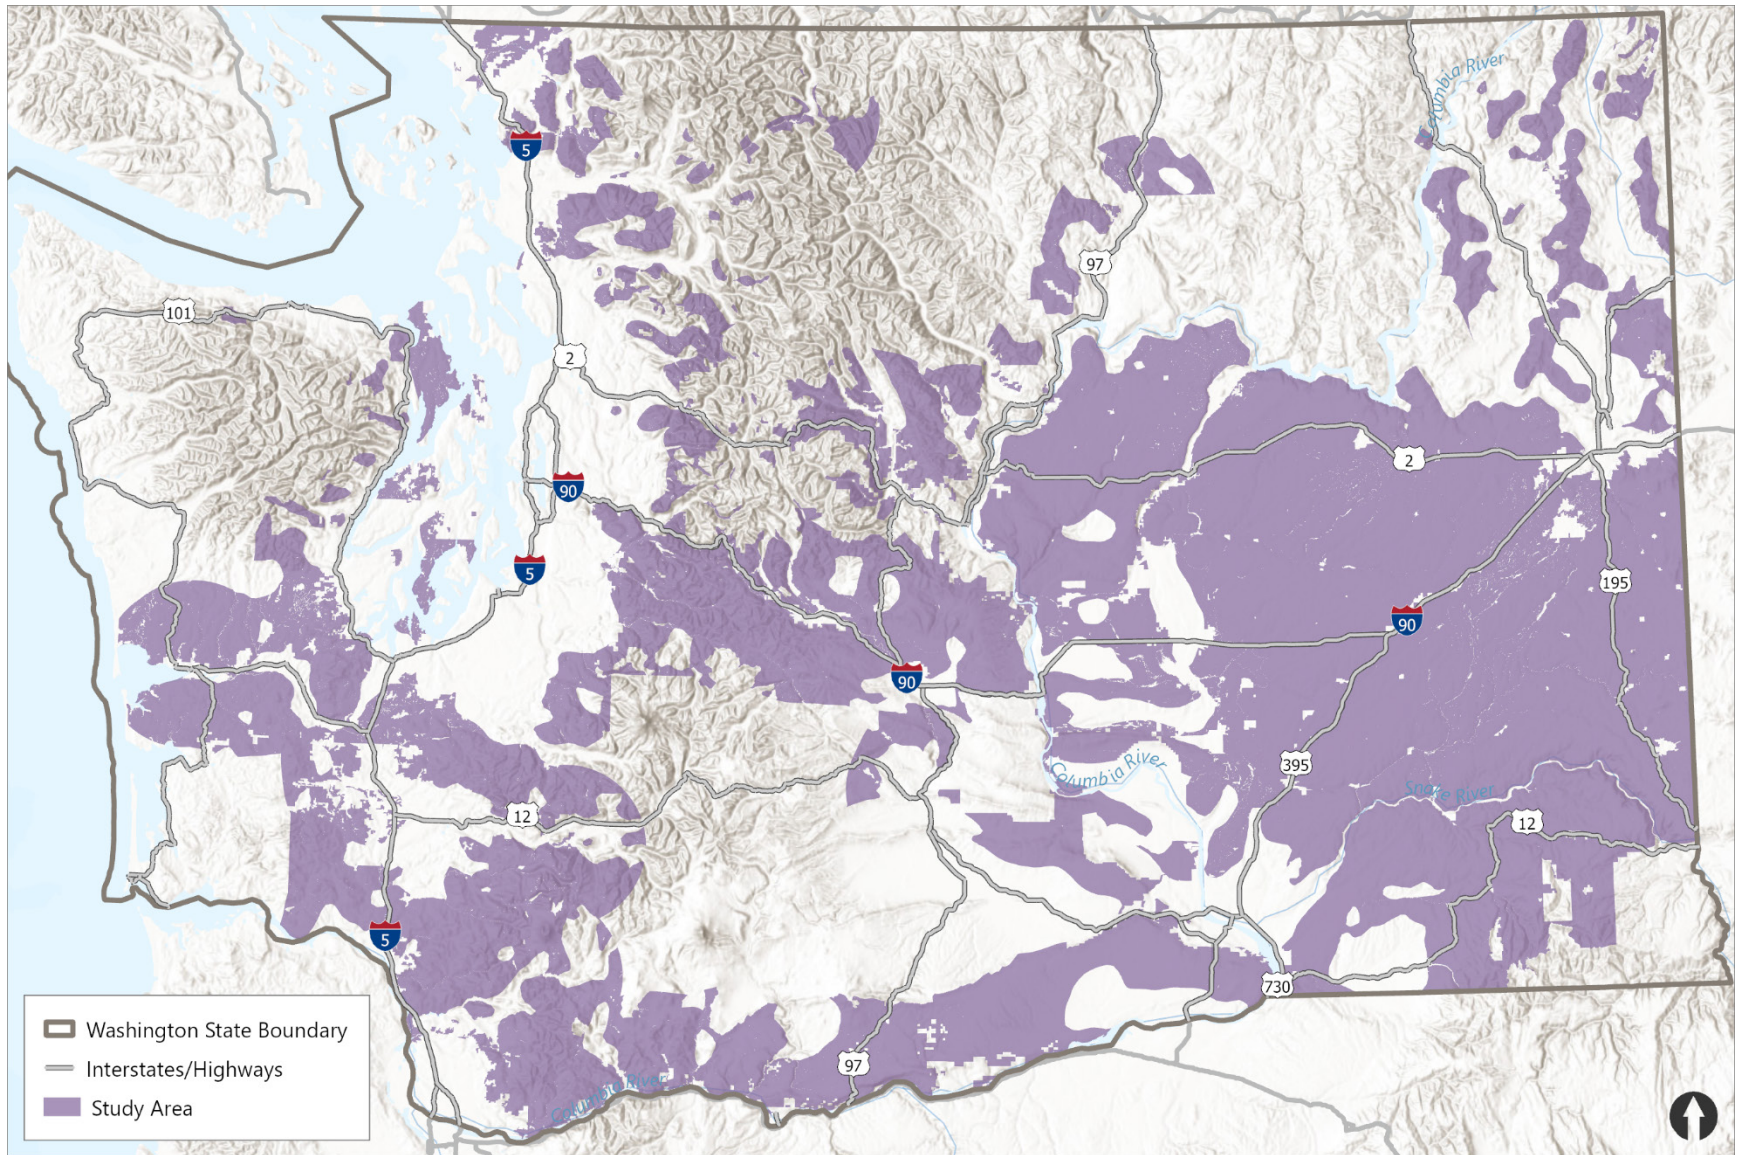 Columbia River
5
97
101
2
2
90
5
195
90
90
Columbia River
395
Snake River
12
12
5
730
97
Columbia River
Washington State Boundary
Interstates/Highways
Study Area